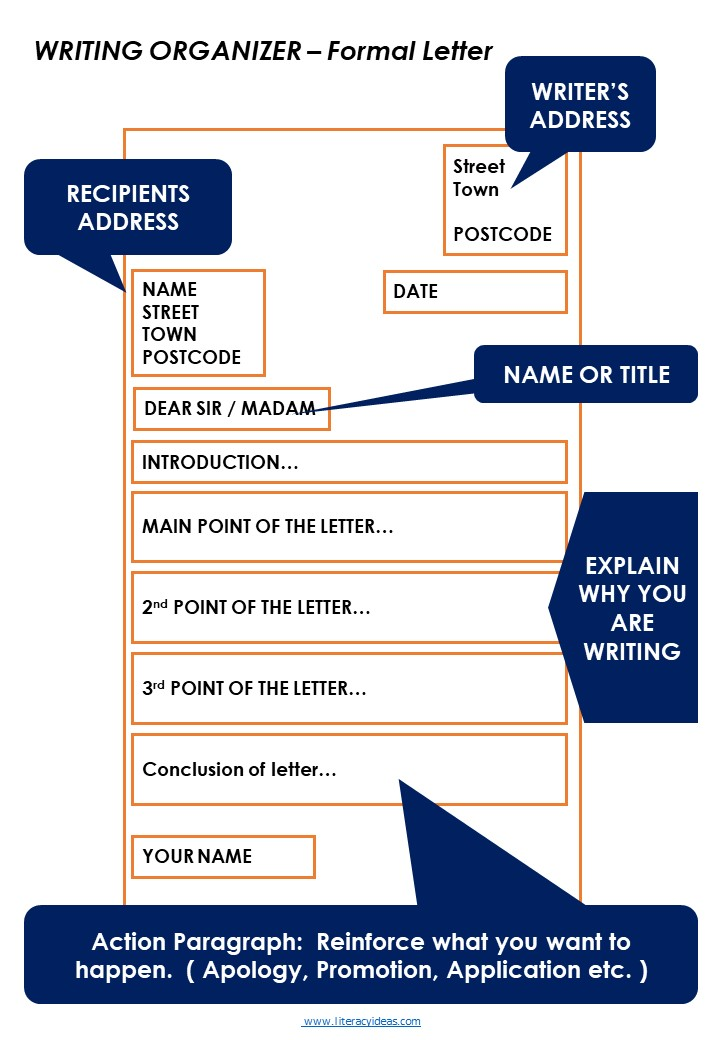 WRITING ORGANIZER – Formal Letter
WRITER’S
ADDRESS
Street
Town
POSTCODE
RECIPIENTS
ADDRESS
NAME
STREET
TOWN
POSTCODE
DATE
NAME OR TITLE
DEAR SIR / MADAM
INTRODUCTION…
MAIN POINT OF THE LETTER…
2nd POINT OF THE LETTER…
3rd POINT OF THE LETTER…
EXPLAIN
WHY YOU
ARE
WRITING
Conclusion of letter…
YOUR NAME
Action Paragraph: Reinforce what you want to
happen. ( Apology, Promotion, Application etc. )
www.literacyideas.com